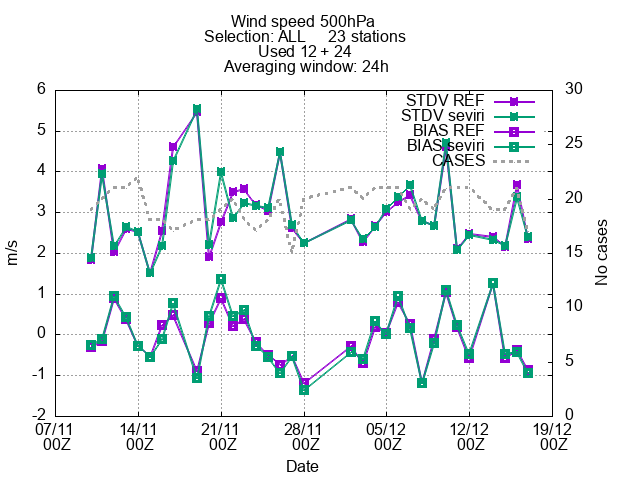 Wind speed 500hPa
Selection: ALL 23 stations
Used 12 + 24
Averaging window: 24h
6
5
4
3
2
1
0
-1
-2
m/s
30
25
20
15
10
5
0
No cases
STDV REF
STDV seviri
BIAS REF
BIAS seviri
CASES
07/11 14/11 21/11 28/11 05/12 12/12 19/12
00Z 00Z 00Z 00Z 00Z 00Z 00Z
Date